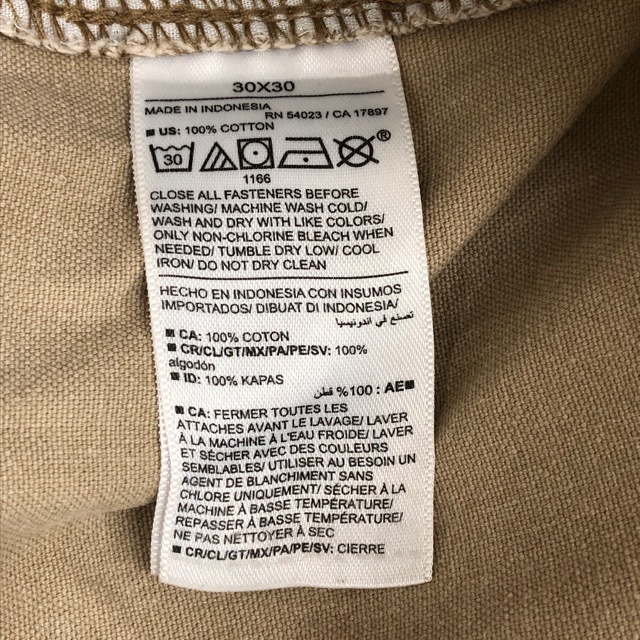 30X30
MADE IN INDONESIA
RN 54023 / CA 17897
■ US: 100% COTTON
30
®
1166
CLOSE ALL FASTENERS BEFORE
WASHING/ MACHINE WASH COLD/
WASH AND DRY WITH LIKE COLORS/
ONLY NON-CHLORINE BLEACH WHEN
NEEDED/ TUMBLE DRY LOW/ COOL
IRON/ DO NOT DRY CLEAN
HECHO EN INDONESIA CON INSUMOS
IMPORTADOS/ DIBUAT DI INDONESIA/
تصنع في اندونيسيا
■ CA: 100% COTON
■ CR/CL/GT/MX/PA/PE/SV: 100%
algodón
■ ID: 100% KAPAS
■ AE: 100% قطن
■ CA: FERMER TOUTES LES
ATTACHES AVANT LE LAVAGE/ LAVER
À LA MACHINE À L'EAU FROIDE/ LAVER
ET SÉCHER AVEC DES COULEURS
SEMBLABLES/ UTILISER AU BESOIN UN
AGENT DE BLANCHIMENT SANS
CHLORE UNIQUEMENT/ SÉCHER À LA
MACHINE À BASSE TEMPÉRATURE/
REPASSER À BASSE TEMPÉRATURE/
NE PAS NETTOYER À SEC
■ CR/CL/GT/MX/PA/PE/SV: CIERRE